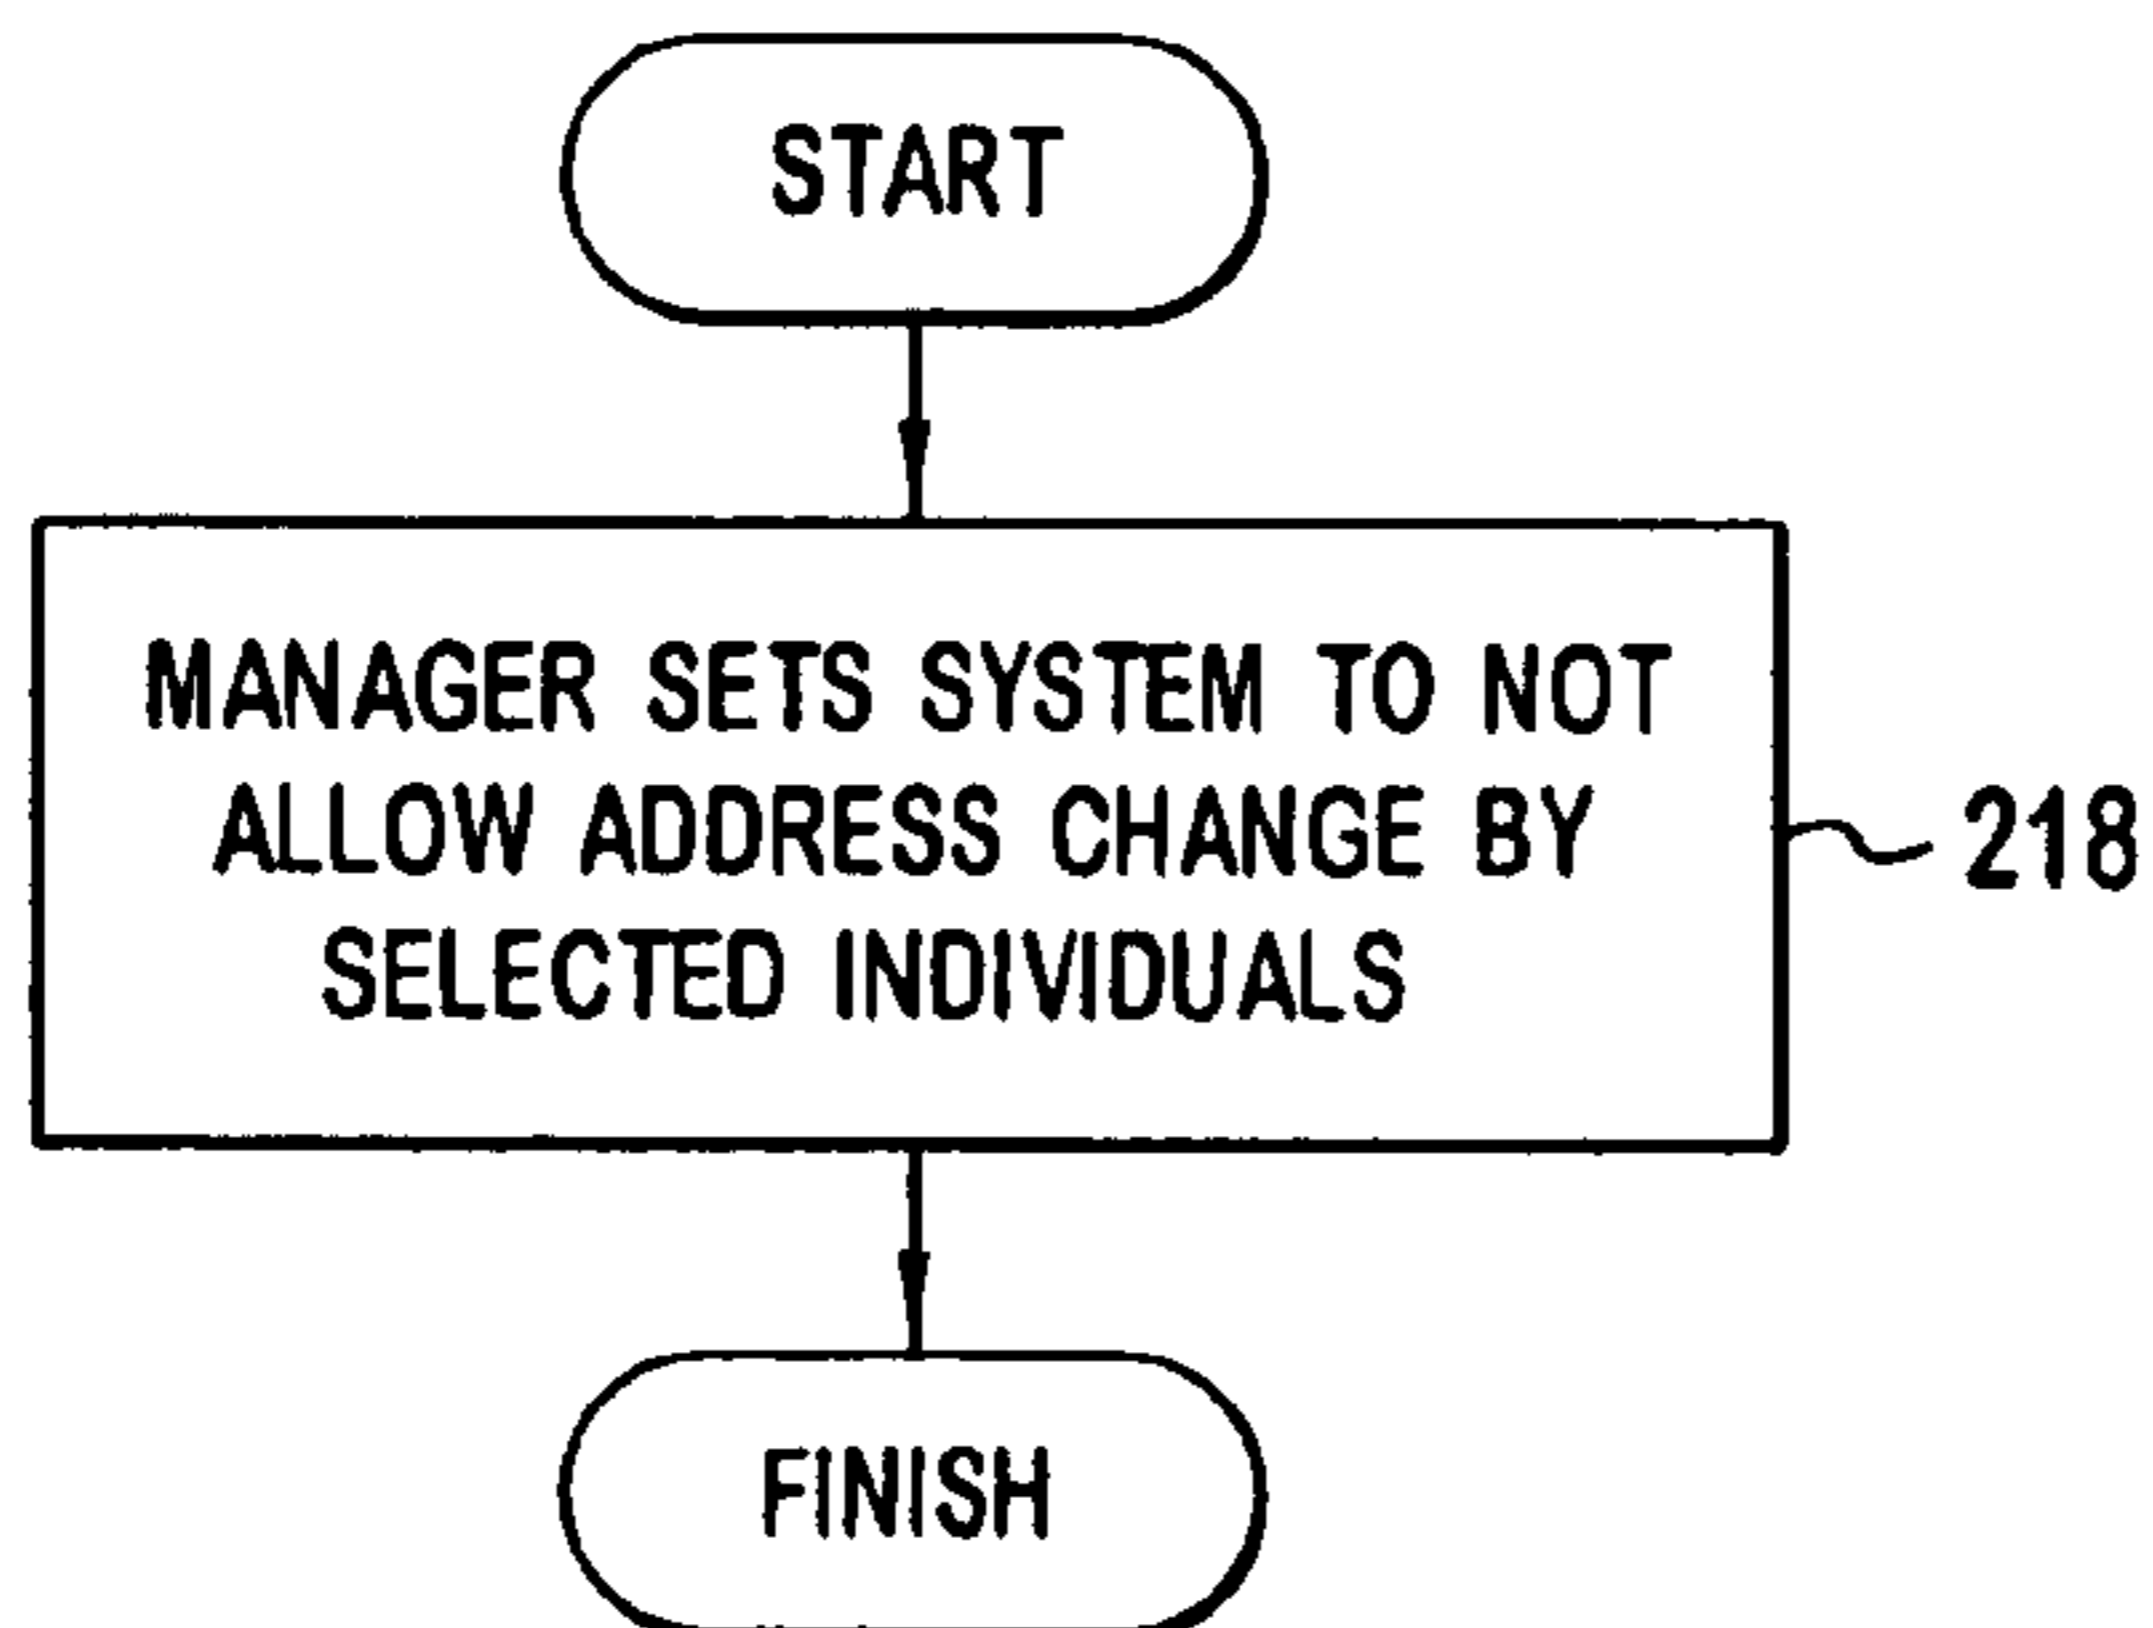 START
MANAGER SETS SYSTEM TO NOT
ALLOW ADDRESS CHANGE BY
SELECTED INDIVIDUALS
218
FINISH